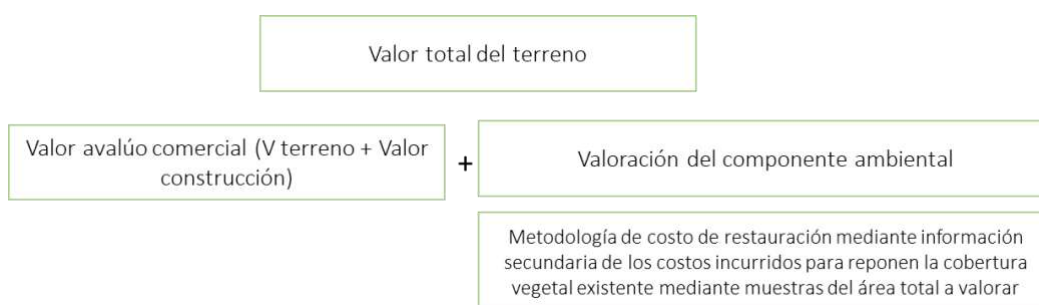 Valor total del terreno
Valor avalúo comercial (V terreno + Valor
construcción)
+
Valoración del componente ambiental
Metodología de costo de restauración mediante información
secundaria de los costos incurridos para reponen la cobertura
vegetal existente mediante muestras del área total a valorar